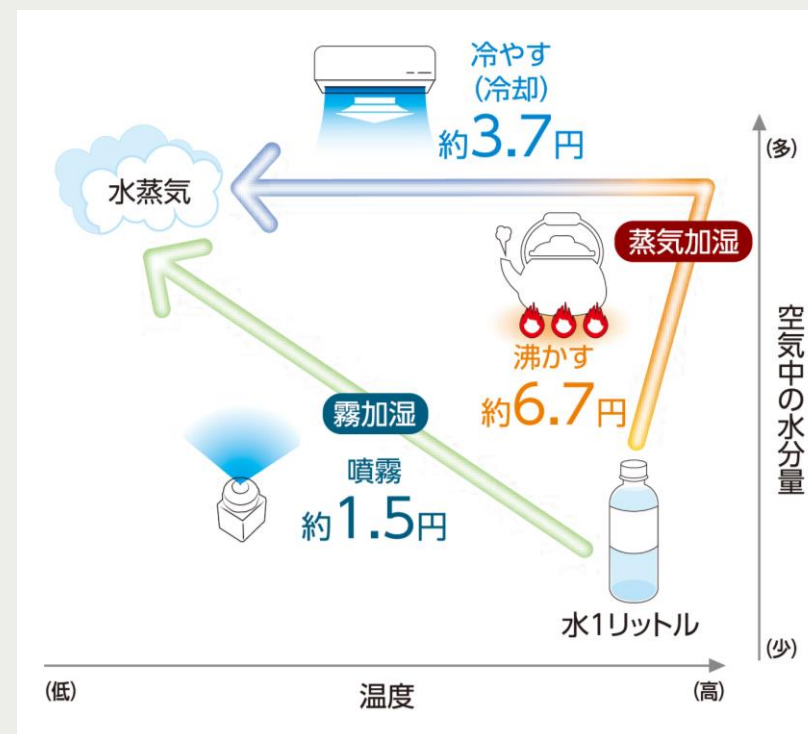 冷やす
(冷却)
約3.7円
(多)
水蒸気
蒸気加湿
沸かす
約6.7円
空気中の水分量
霧加湿
噴霧
約1.5円
水1リットル
(少)
(低)
温度
(高)